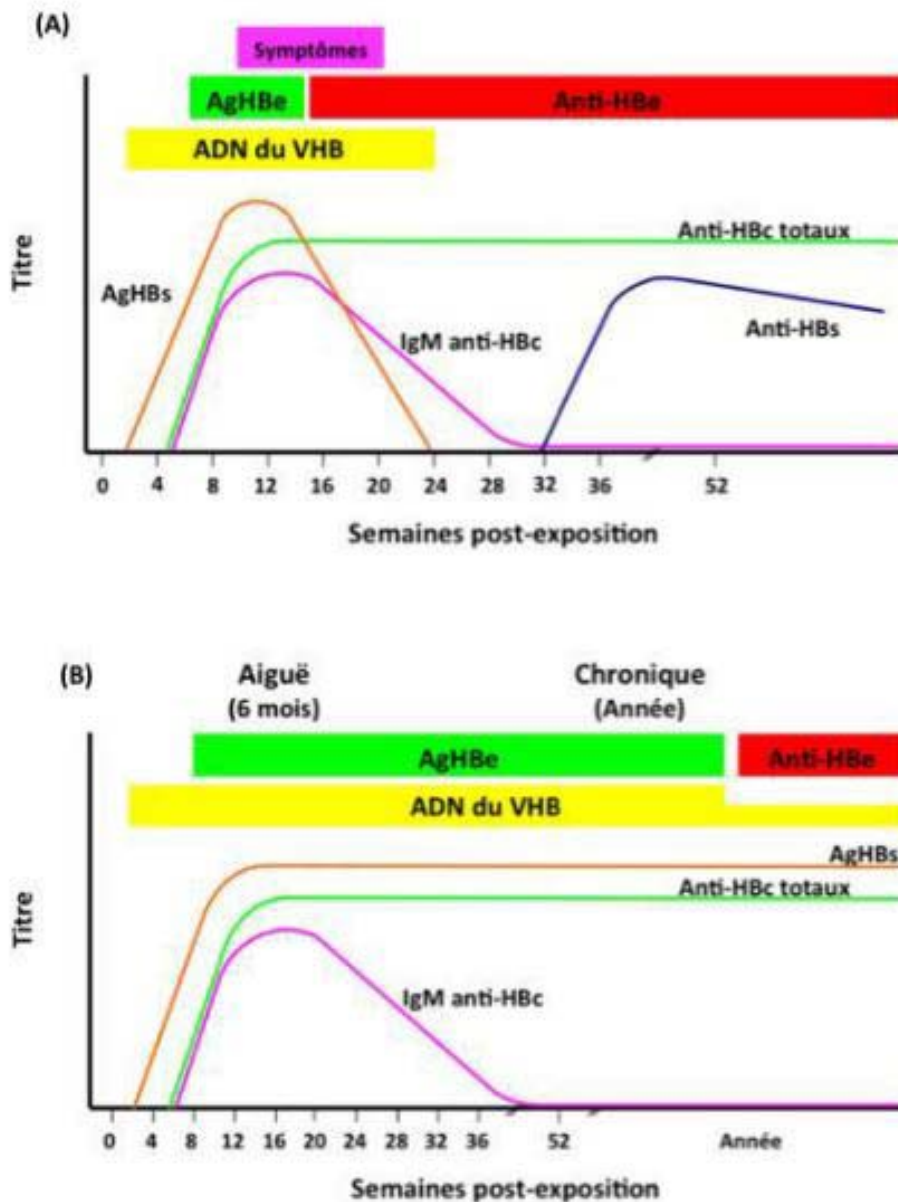 (A)
Symptômes
AgHBe
Anti-HBe
ADN du VHB
Titre
AgHBs
Anti-HBc totaux
IgM anti-HBc
Anti-HBs
0 4 8 12 16 20 24 28 32 36 52
Semaines post-exposition
(B)
Aiguë
(6 mois)
Chronique
(Année)
AgHBe
Anti-HBe
ADN du VHB
AgHBs
Anti-HBc totaux
Titre
IgM anti-HBc
0 4 8 12 16 20 24 28 32 36 52 Année
Semaines post-exposition